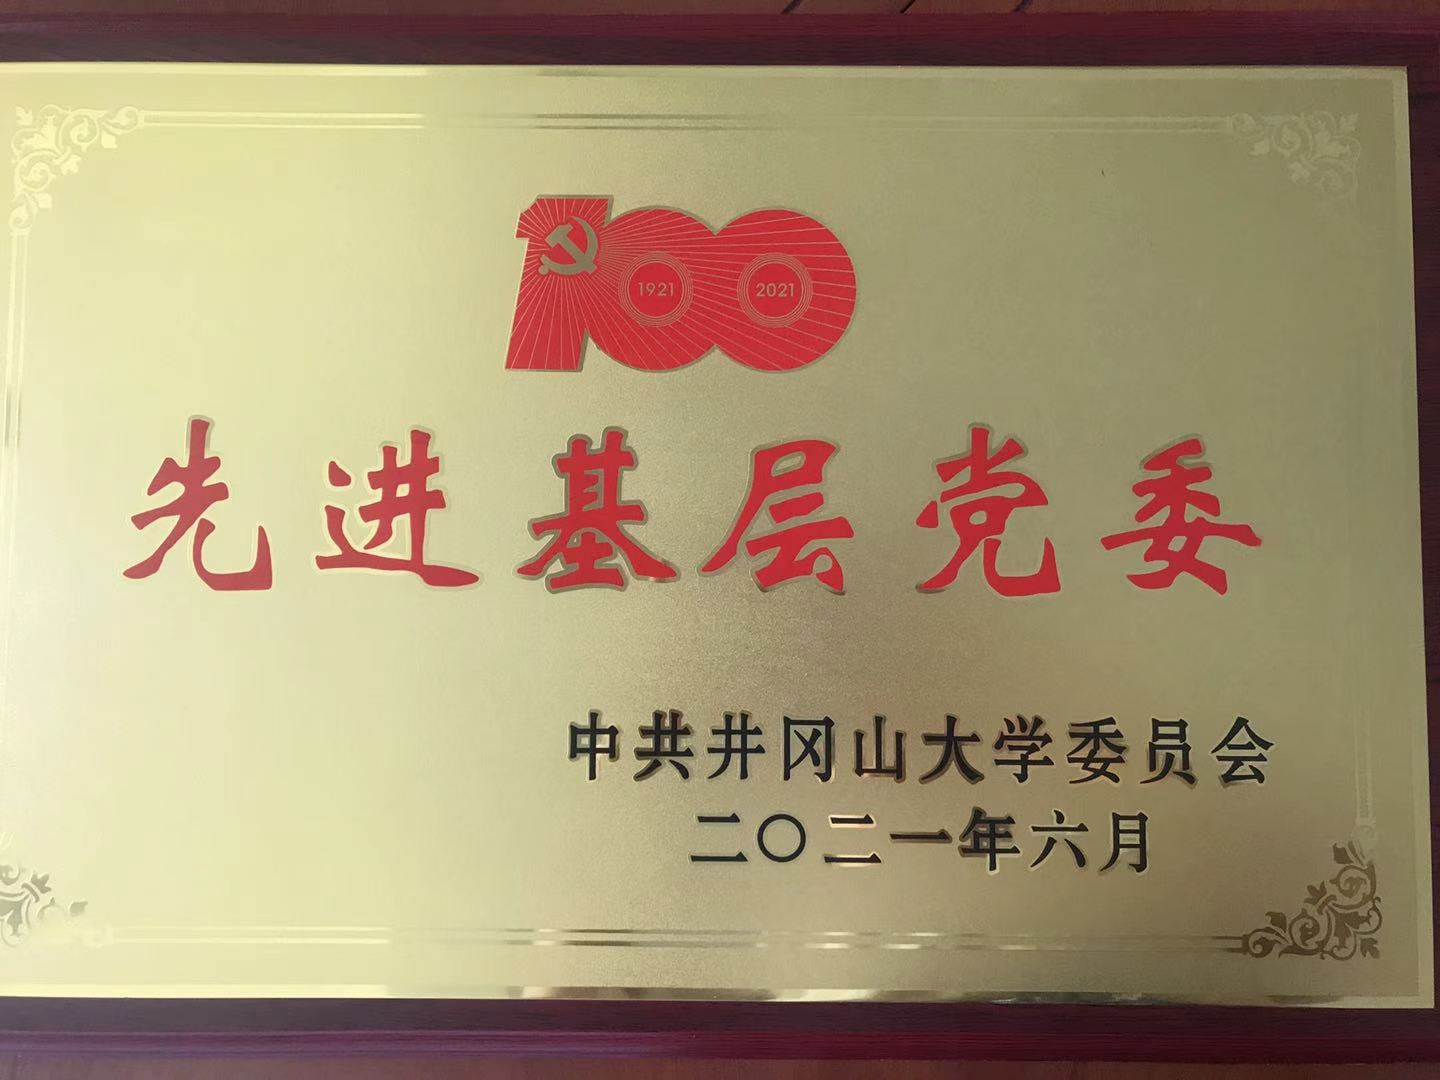 100
1921 2021
先进基层党委
中共井冈山大学委员会
二〇二一年六月